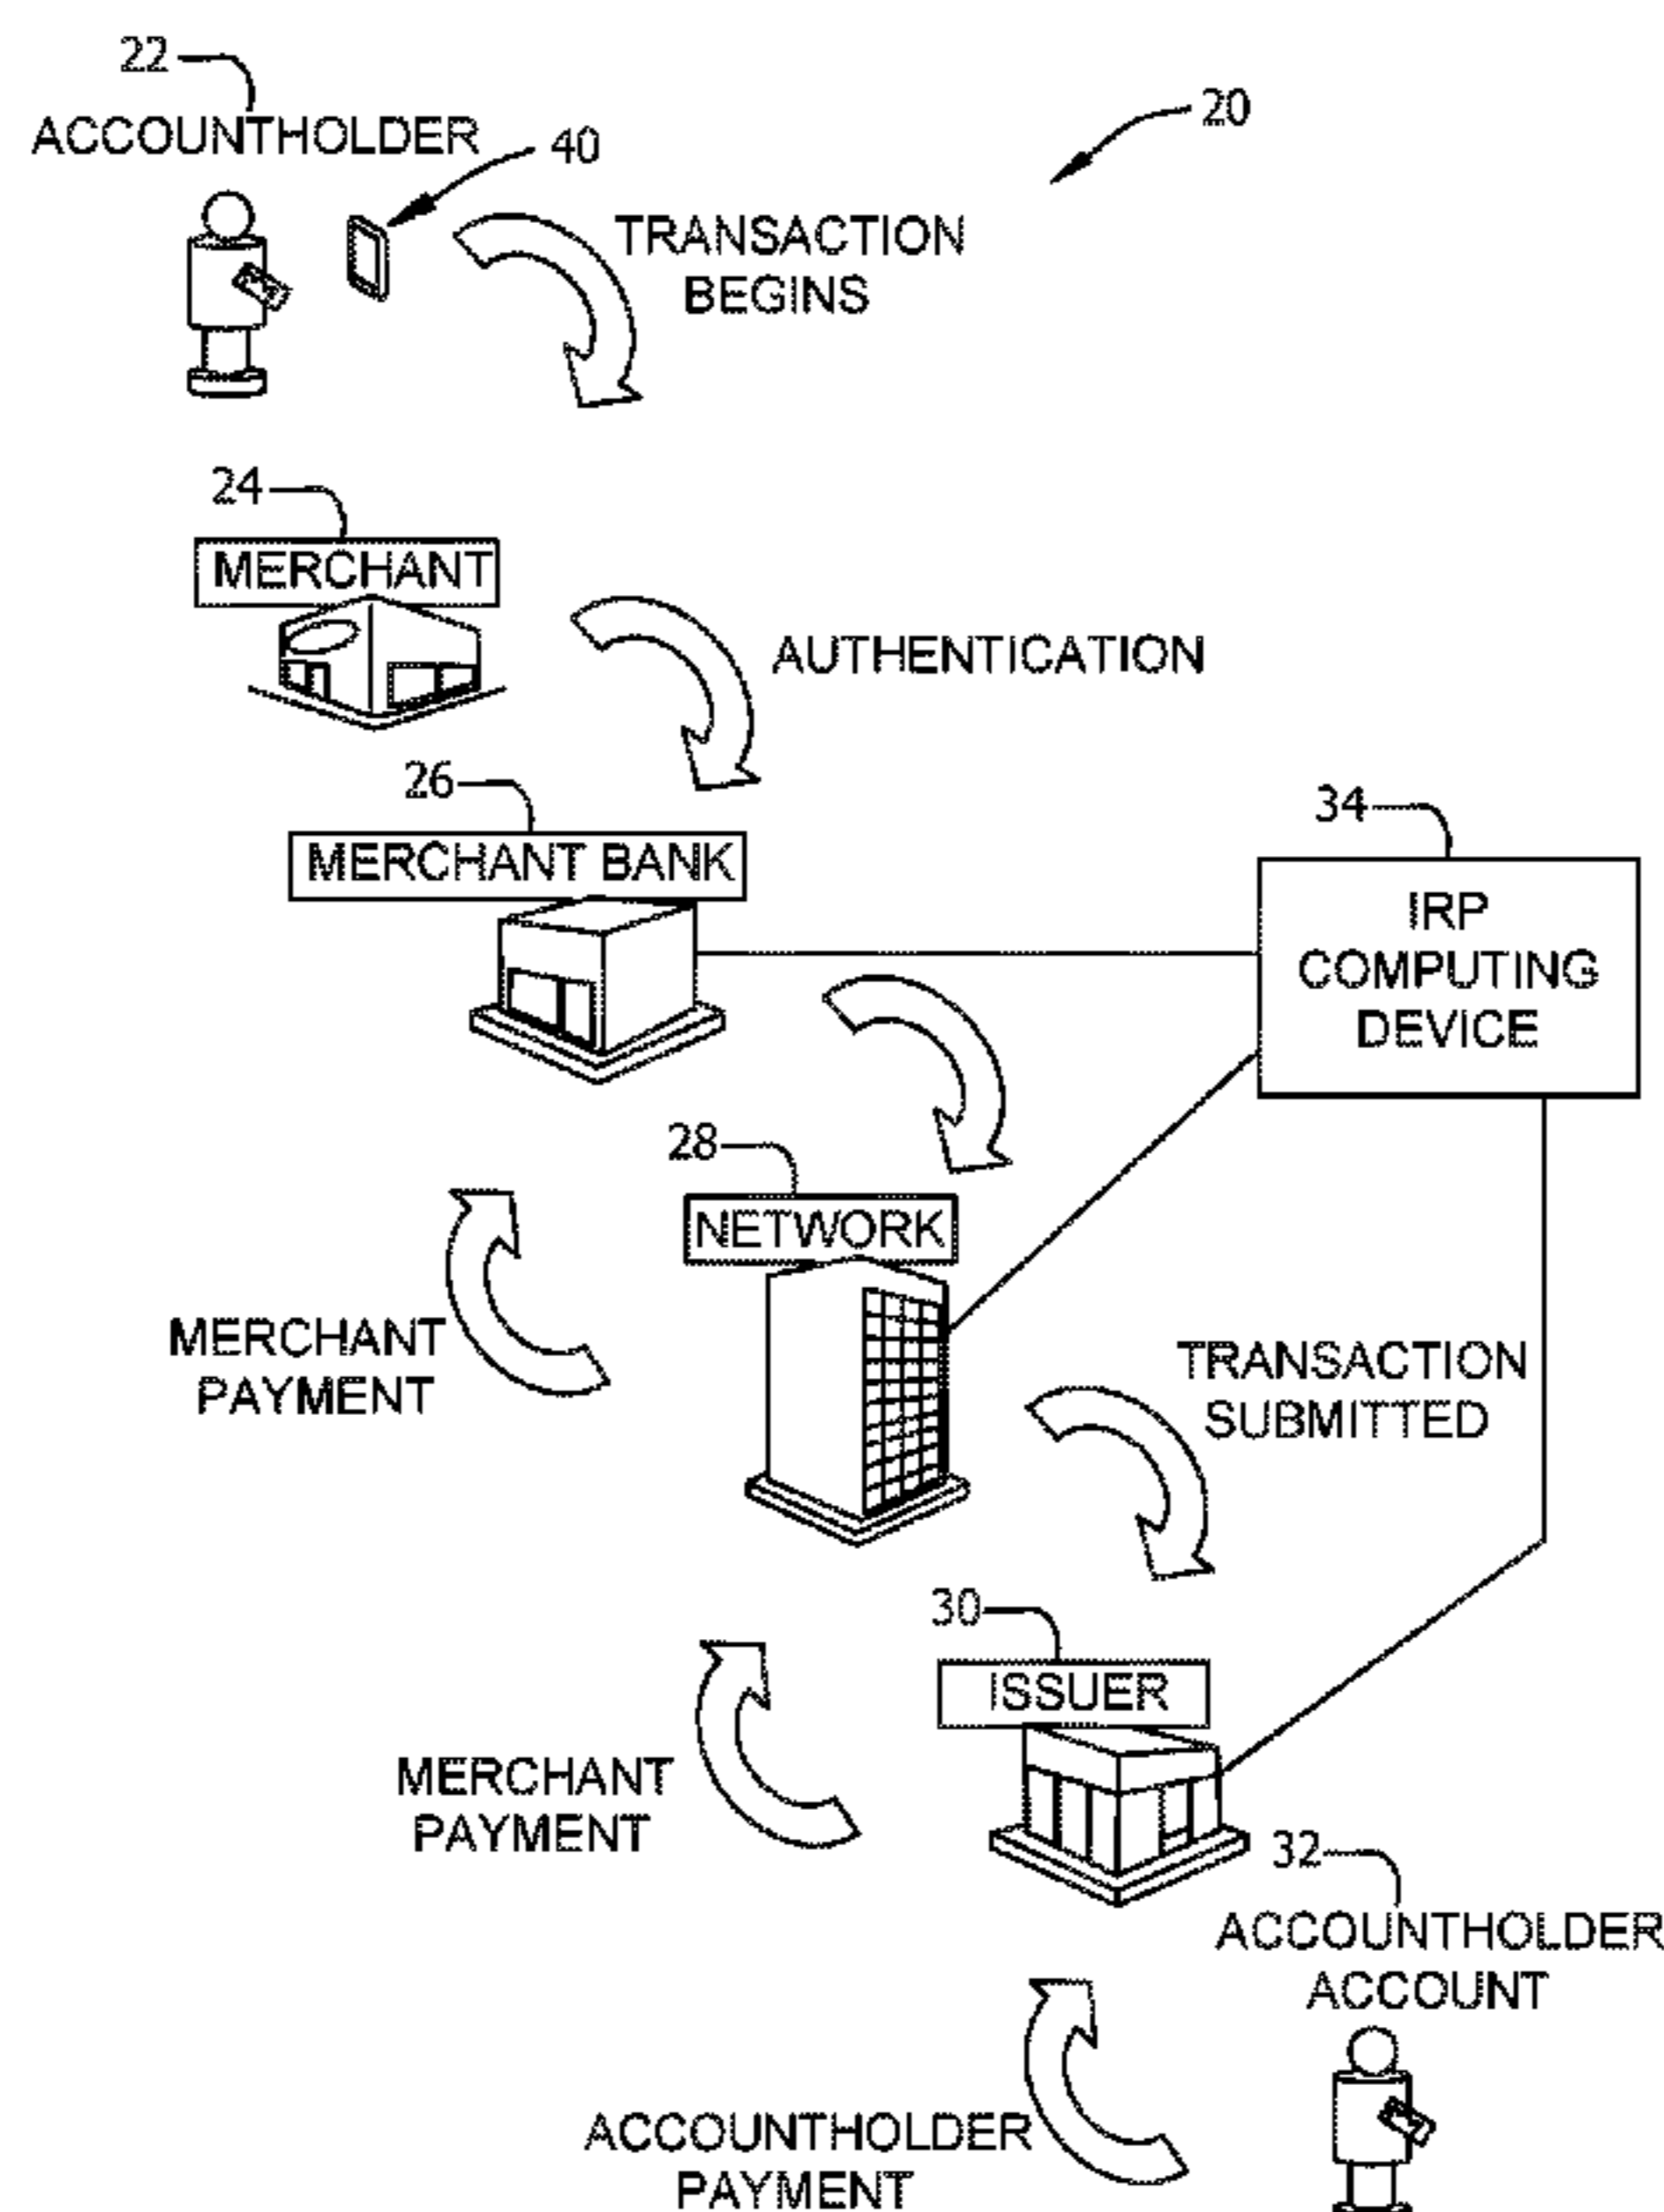 22
ACCOUNTHOLDER
40
20
TRANSACTION
BEGINS
24
MERCHANT
AUTHENTICATION
26
MERCHANT BANK
34
IRP
COMPUTING
DEVICE
28
NETWORK
MERCHANT
PAYMENT
TRANSACTION
SUBMITTED
30
ISSUER
MERCHANT
PAYMENT
32
ACCOUNTHOLDER
ACCOUNT
ACCOUNTHOLDER
PAYMENT